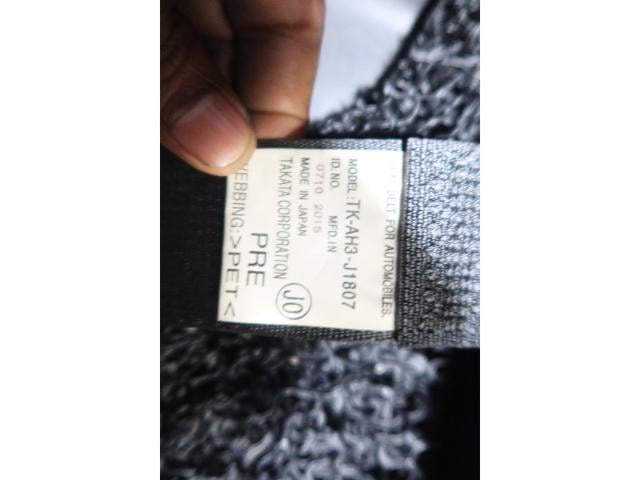 BELT FOR AUTOMOBILES.
MODEL:TK-AH3-J1807
ID.NO. MFD.IN
0710 2015
MADE IN JAPAN
TAKATA CORPORATION
JO
PRE
WEBBING:>PET<